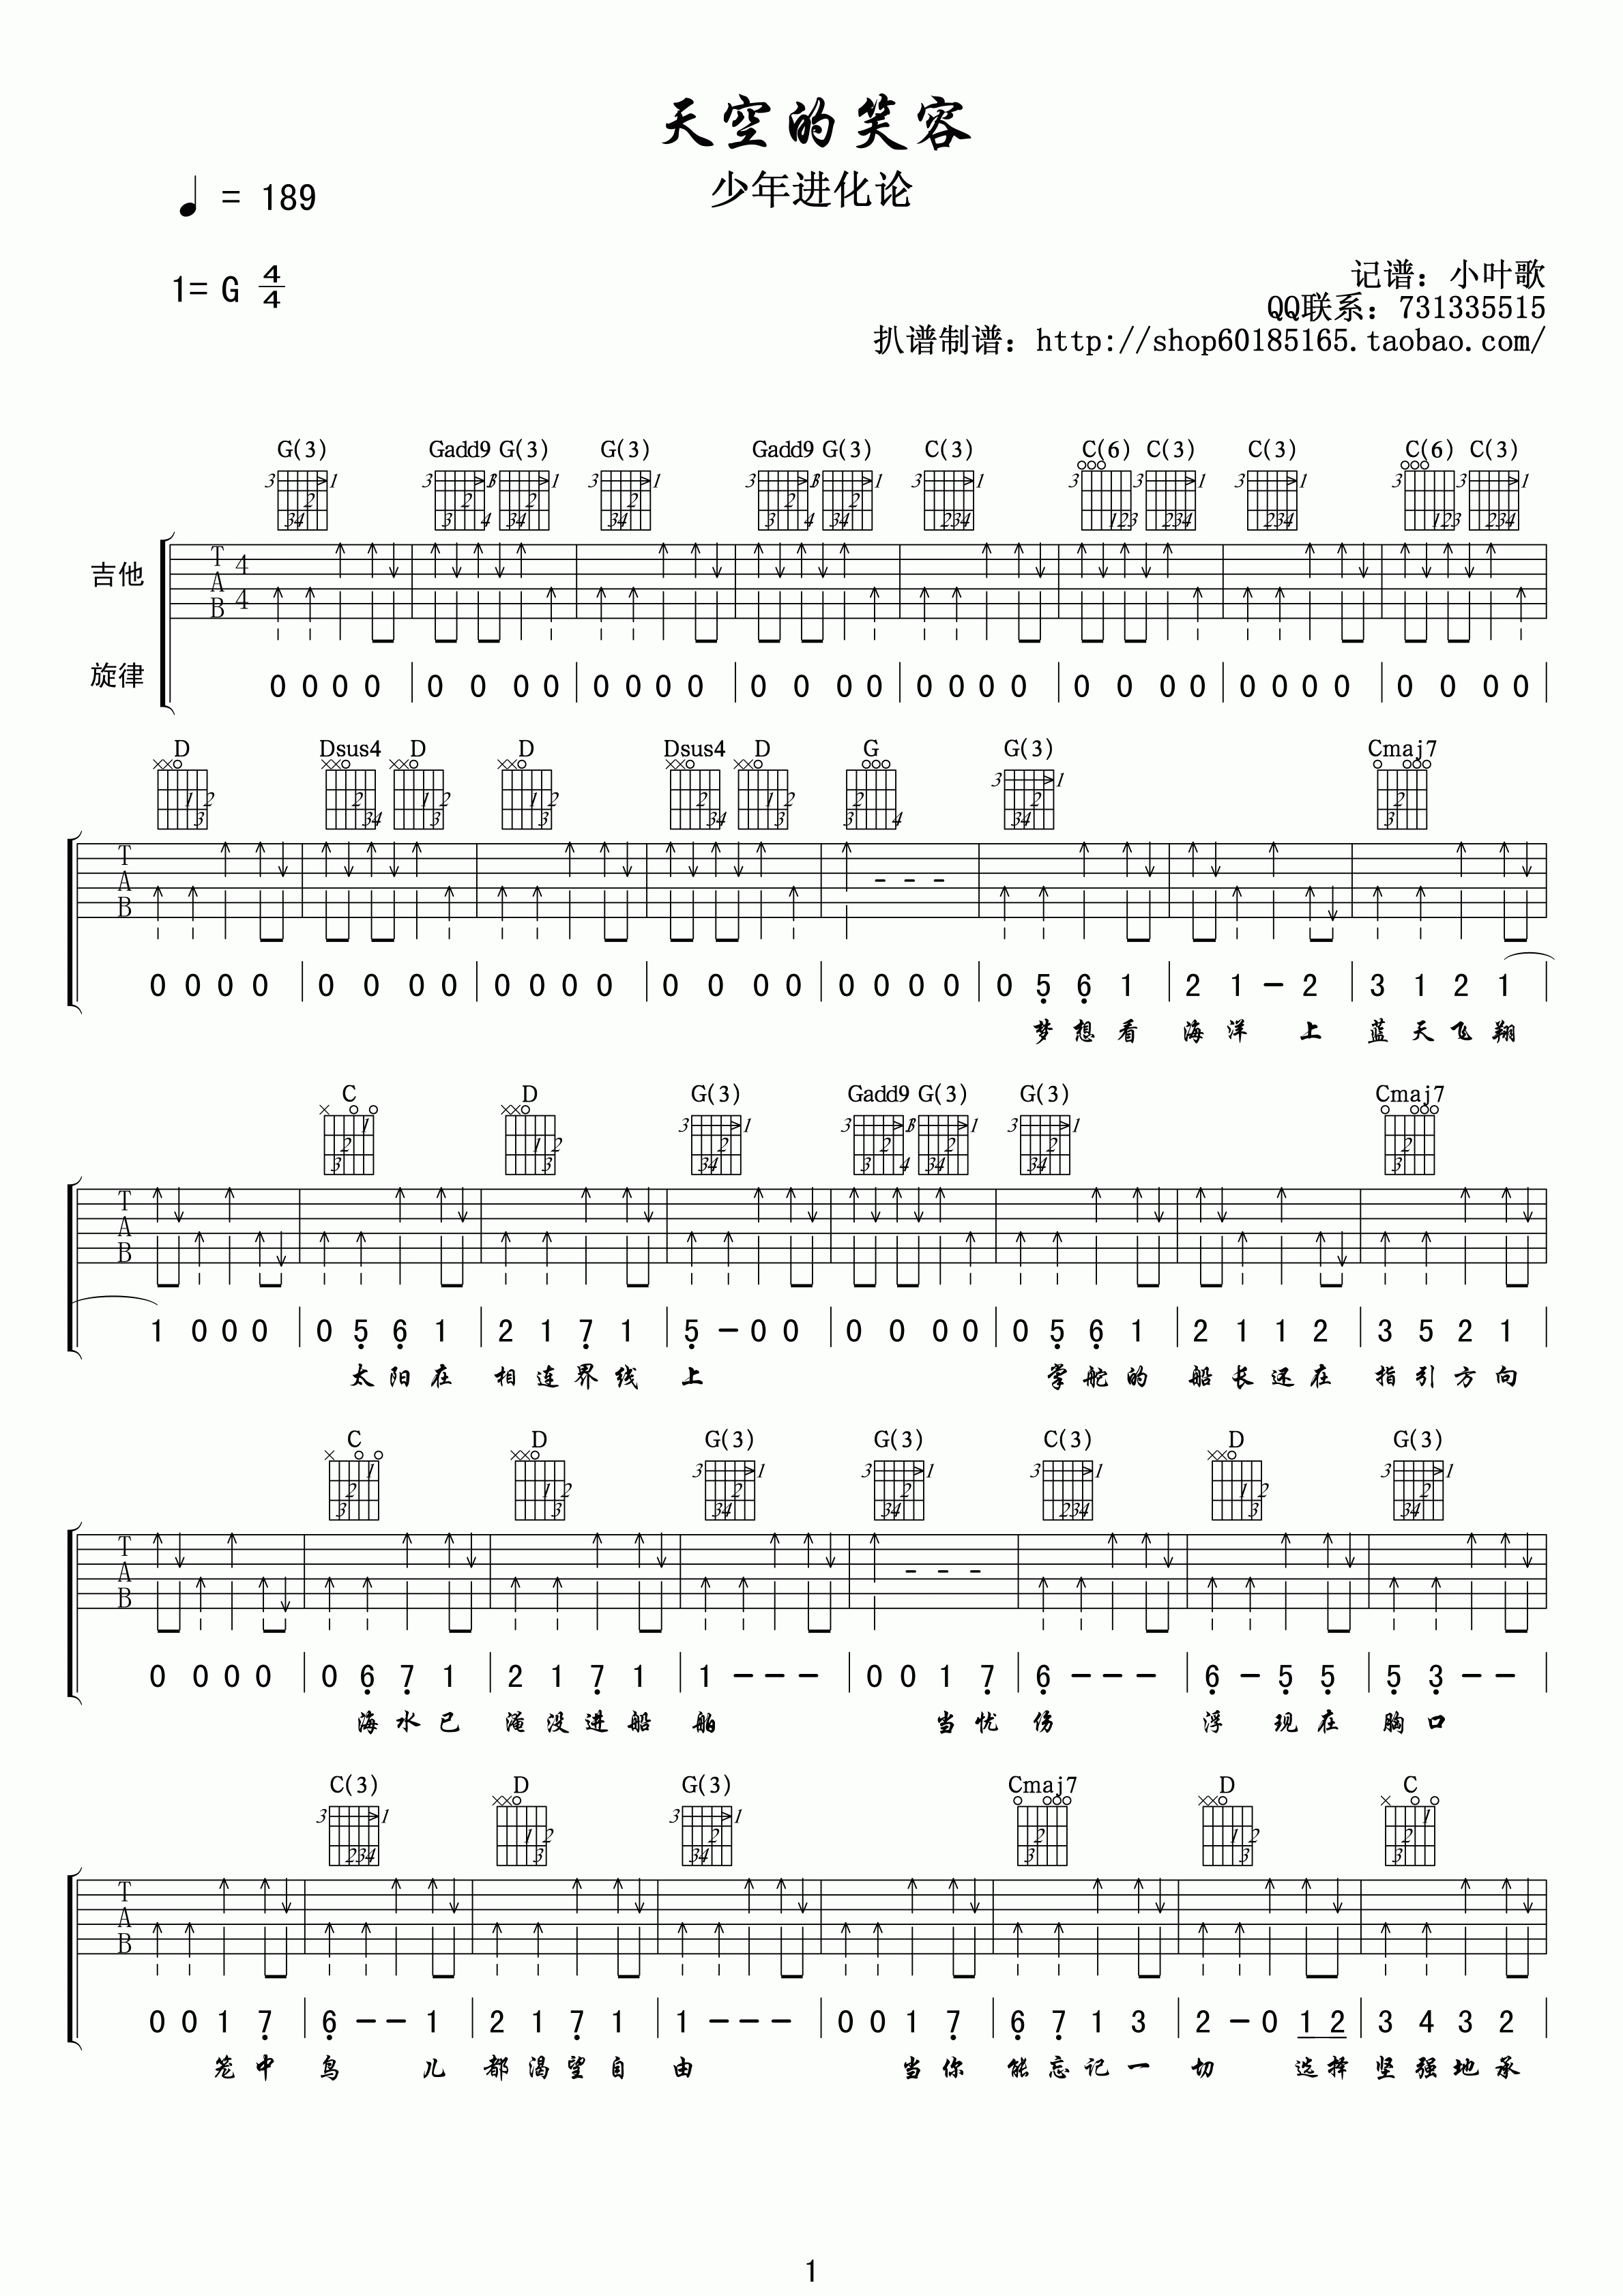 天空的笑容
少年进化论
♩ = 189
1= G 4/4
记谱：小叶歌
QQ联系：731335515
扒谱制谱：http://shop60185165.taobao.com/
G(3) Gadd9 G(3) G(3) Gadd9 G(3) C(3) C(6) C(3) C(3) C(6) C(3)
吉他
T A B 4 4
旋律 0 0 0 0 | 0 0 0 0 | 0 0 0 0 | 0 0 0 0 | 0 0 0 0 | 0 0 0 0 | 0 0 0 0 | 0 0 0 0 |
D Dsus4 D D Dsus4 D G G(3) Cmaj7
T A B
0 0 0 0 | 0 0 0 0 | 0 0 0 0 | 0 0 0 0 | 0 0 0 0 | 0 5 6 1 | 2 1 - 2 | 3 1 2 1 |
梦想看 海洋 上 蓝天飞翔
C D G(3) Gadd9 G(3) G(3) Cmaj7
T A B
1 0 0 0 | 0 5 6 1 | 2 1 7 1 | 5 - 0 0 | 0 0 0 0 | 0 5 6 1 | 2 1 1 2 | 3 5 2 1 |
太阳在 相连界线 上 掌舵的 船长还在 指引方向
C D G(3) G(3) C(3) D G(3)
T A B
0 0 0 0 | 0 6 7 1 | 2 1 7 1 | 1 - - - | 0 0 1 7 | 6 - - - | 6 - 5 5 | 5 3 - - |
海水已 淹没进船 舶 当忧 伤 浮 现在 胸口
C(3) D G(3) Cmaj7 D C
T A B
0 0 1 7 | 6 - - 1 | 2 1 7 1 | 1 - - - | 0 0 1 7 | 6 7 1 3 | 2 - 0 1 2 | 3 4 3 2 |
笼中 鸟 儿 都渴望自 由 当你 能忘记一 切 选择 坚强地承
1